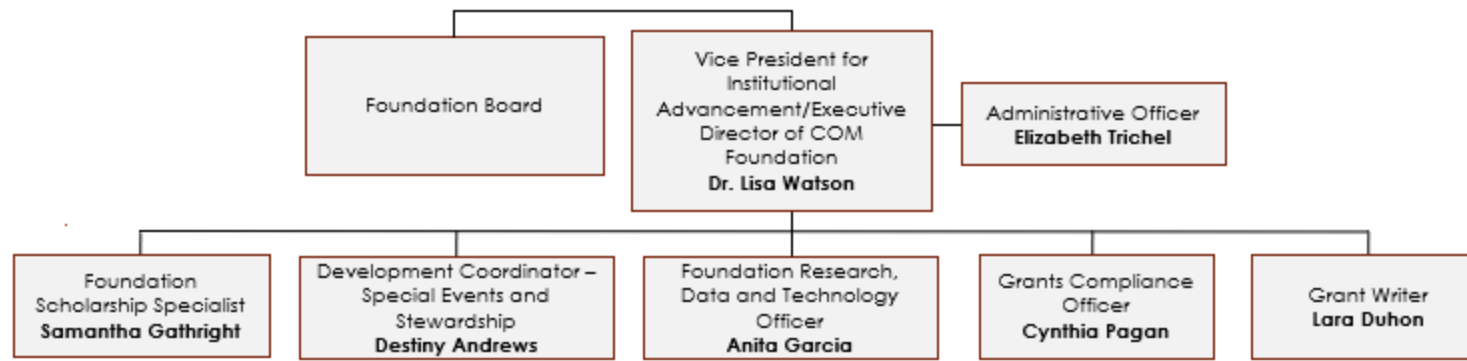 Foundation Board
Vice President for
Institutional
Advancement/Executive
Director of COM
Foundation
Dr. Lisa Watson
Administrative Officer
Elizabeth Trichel
Foundation
Scholarship Specialist
Samantha Gathright
Development Coordinator –
Special Events and
Stewardship
Destiny Andrews
Foundation Research,
Data and Technology
Officer
Anita Garcia
Grants Compliance
Officer
Cynthia Pagan
Grant Writer
Lara Duhon